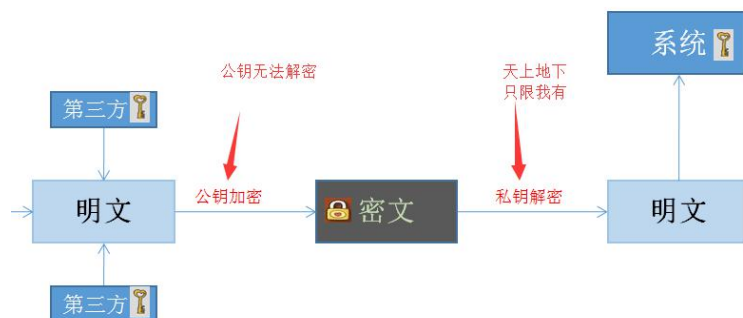 系统
公钥无法解密
天上地下
只限我有
第三方
明文
公钥加密
密文
私钥解密
明文
第三方